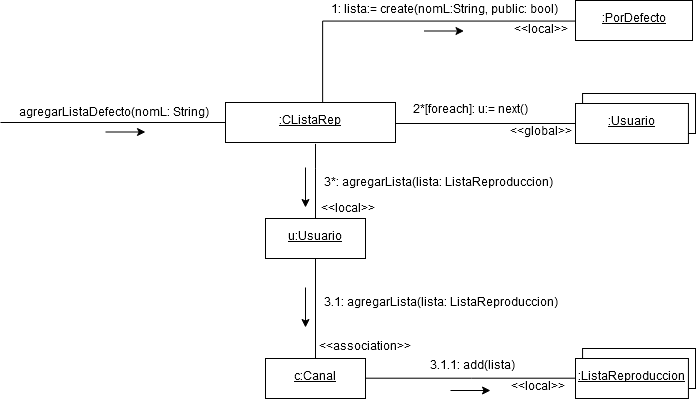 1: lista:= create(nomL:String, public: bool)
:PorDefecto
<<local>>
agregarListaDefecto(nomL: String)
2*[foreach]: u:= next()
:CListaRep
:Usuario
<<global>>
3*: agregarLista(lista: ListaReproduccion)
<<local>>
u:Usuario
3.1: agregarLista(lista: ListaReproduccion)
<<association>>
3.1.1: add(lista)
c:Canal
:ListaReproduccion
<<local>>